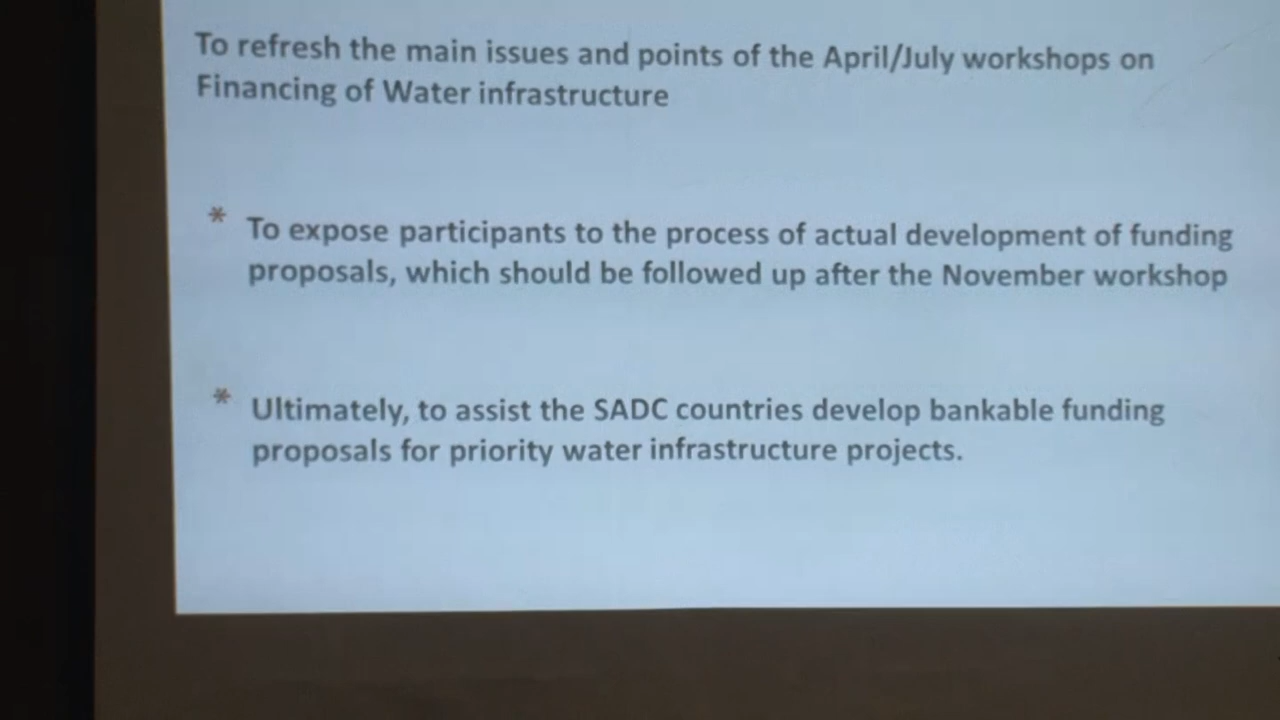 To refresh the main issues and points of the April/July workshops on
Financing of Water infrastructure
* To expose participants to the process of actual development of funding
proposals, which should be followed up after the November workshop
* Ultimately, to assist the SADC countries develop bankable funding
proposals for priority water infrastructure projects.